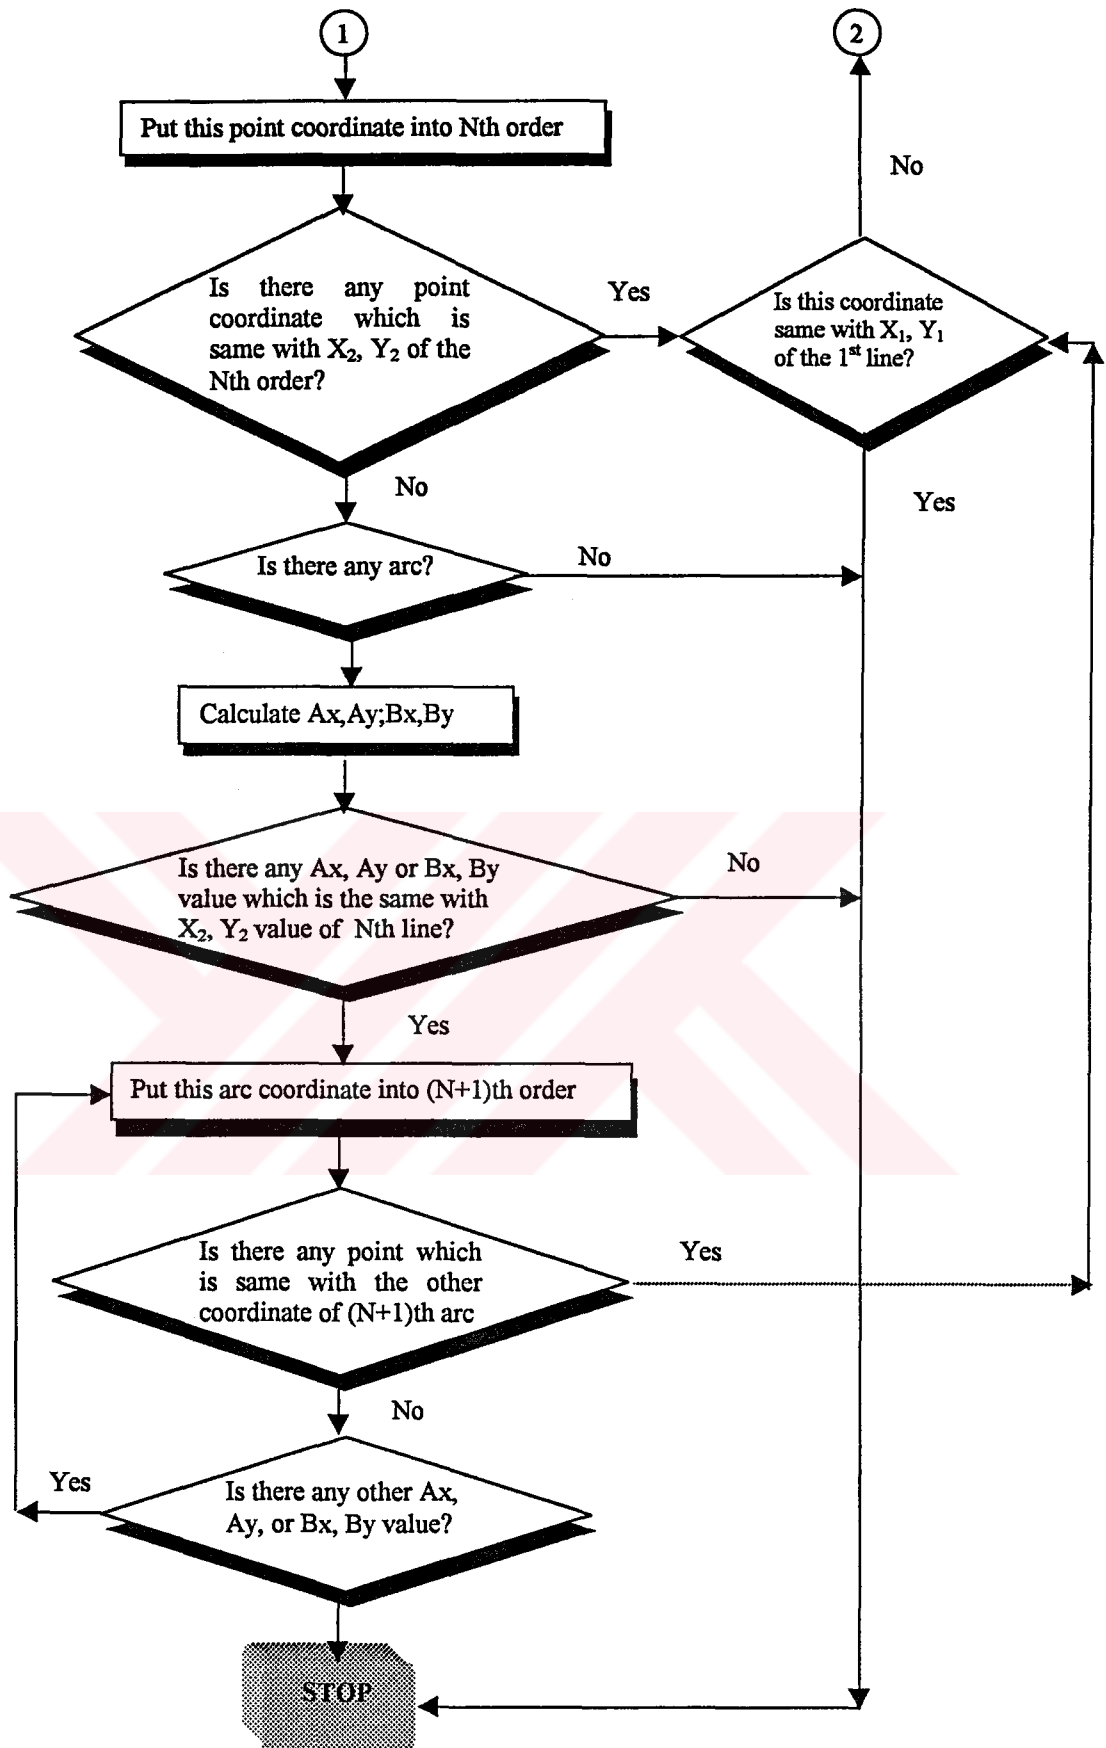 1
2
Put this point coordinate into Nth order
No
Is there any point
coordinate which is
same with X₂, Y₂ of the
Nth order?
Yes
Is this coordinate
same with X₁, Y₁
of the 1ˢᵗ line?
No
Yes
Is there any arc?
No
Calculate Ax,Ay;Bx,By
Is there any Ax, Ay or Bx, By
value which is the same with
X₂, Y₂ value of Nth line?
No
Yes
Put this arc coordinate into (N+1)th order
Is there any point which
is same with the other
coordinate of (N+1)th arc
Yes
No
Yes
Is there any other Ax,
Ay, or Bx, By value?
STOP